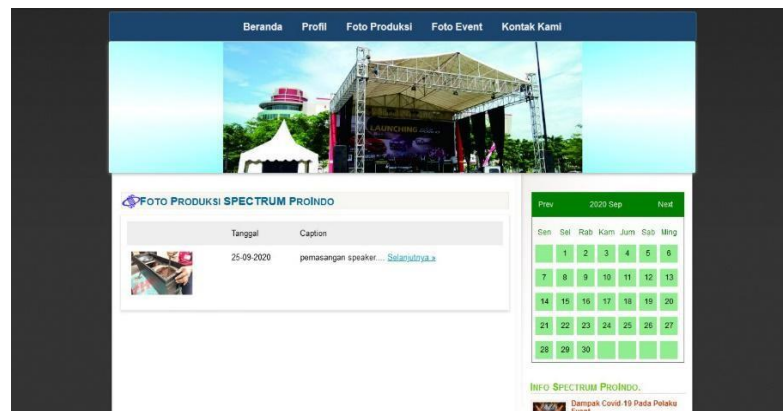 Beranda Profil Foto Produksi Foto Event Kontak Kami
LAUNCHING
FOTO PRODUKSI SPECTRUM PROINDO
Tanggal Caption
25-09-2020 pemasangan speaker.... Selanjutnya »
Prev 2020 Sep Next
Sen Sel Rab Kam Jum Sab Ming
1 2 3 4 5 6
7 8 9 10 11 12 13
14 15 16 17 18 19 20
21 22 23 24 25 26 27
28 29 30
INFO SPECTRUM PROINDO.
Dampak Covid-19 Pada Pelaku
Event